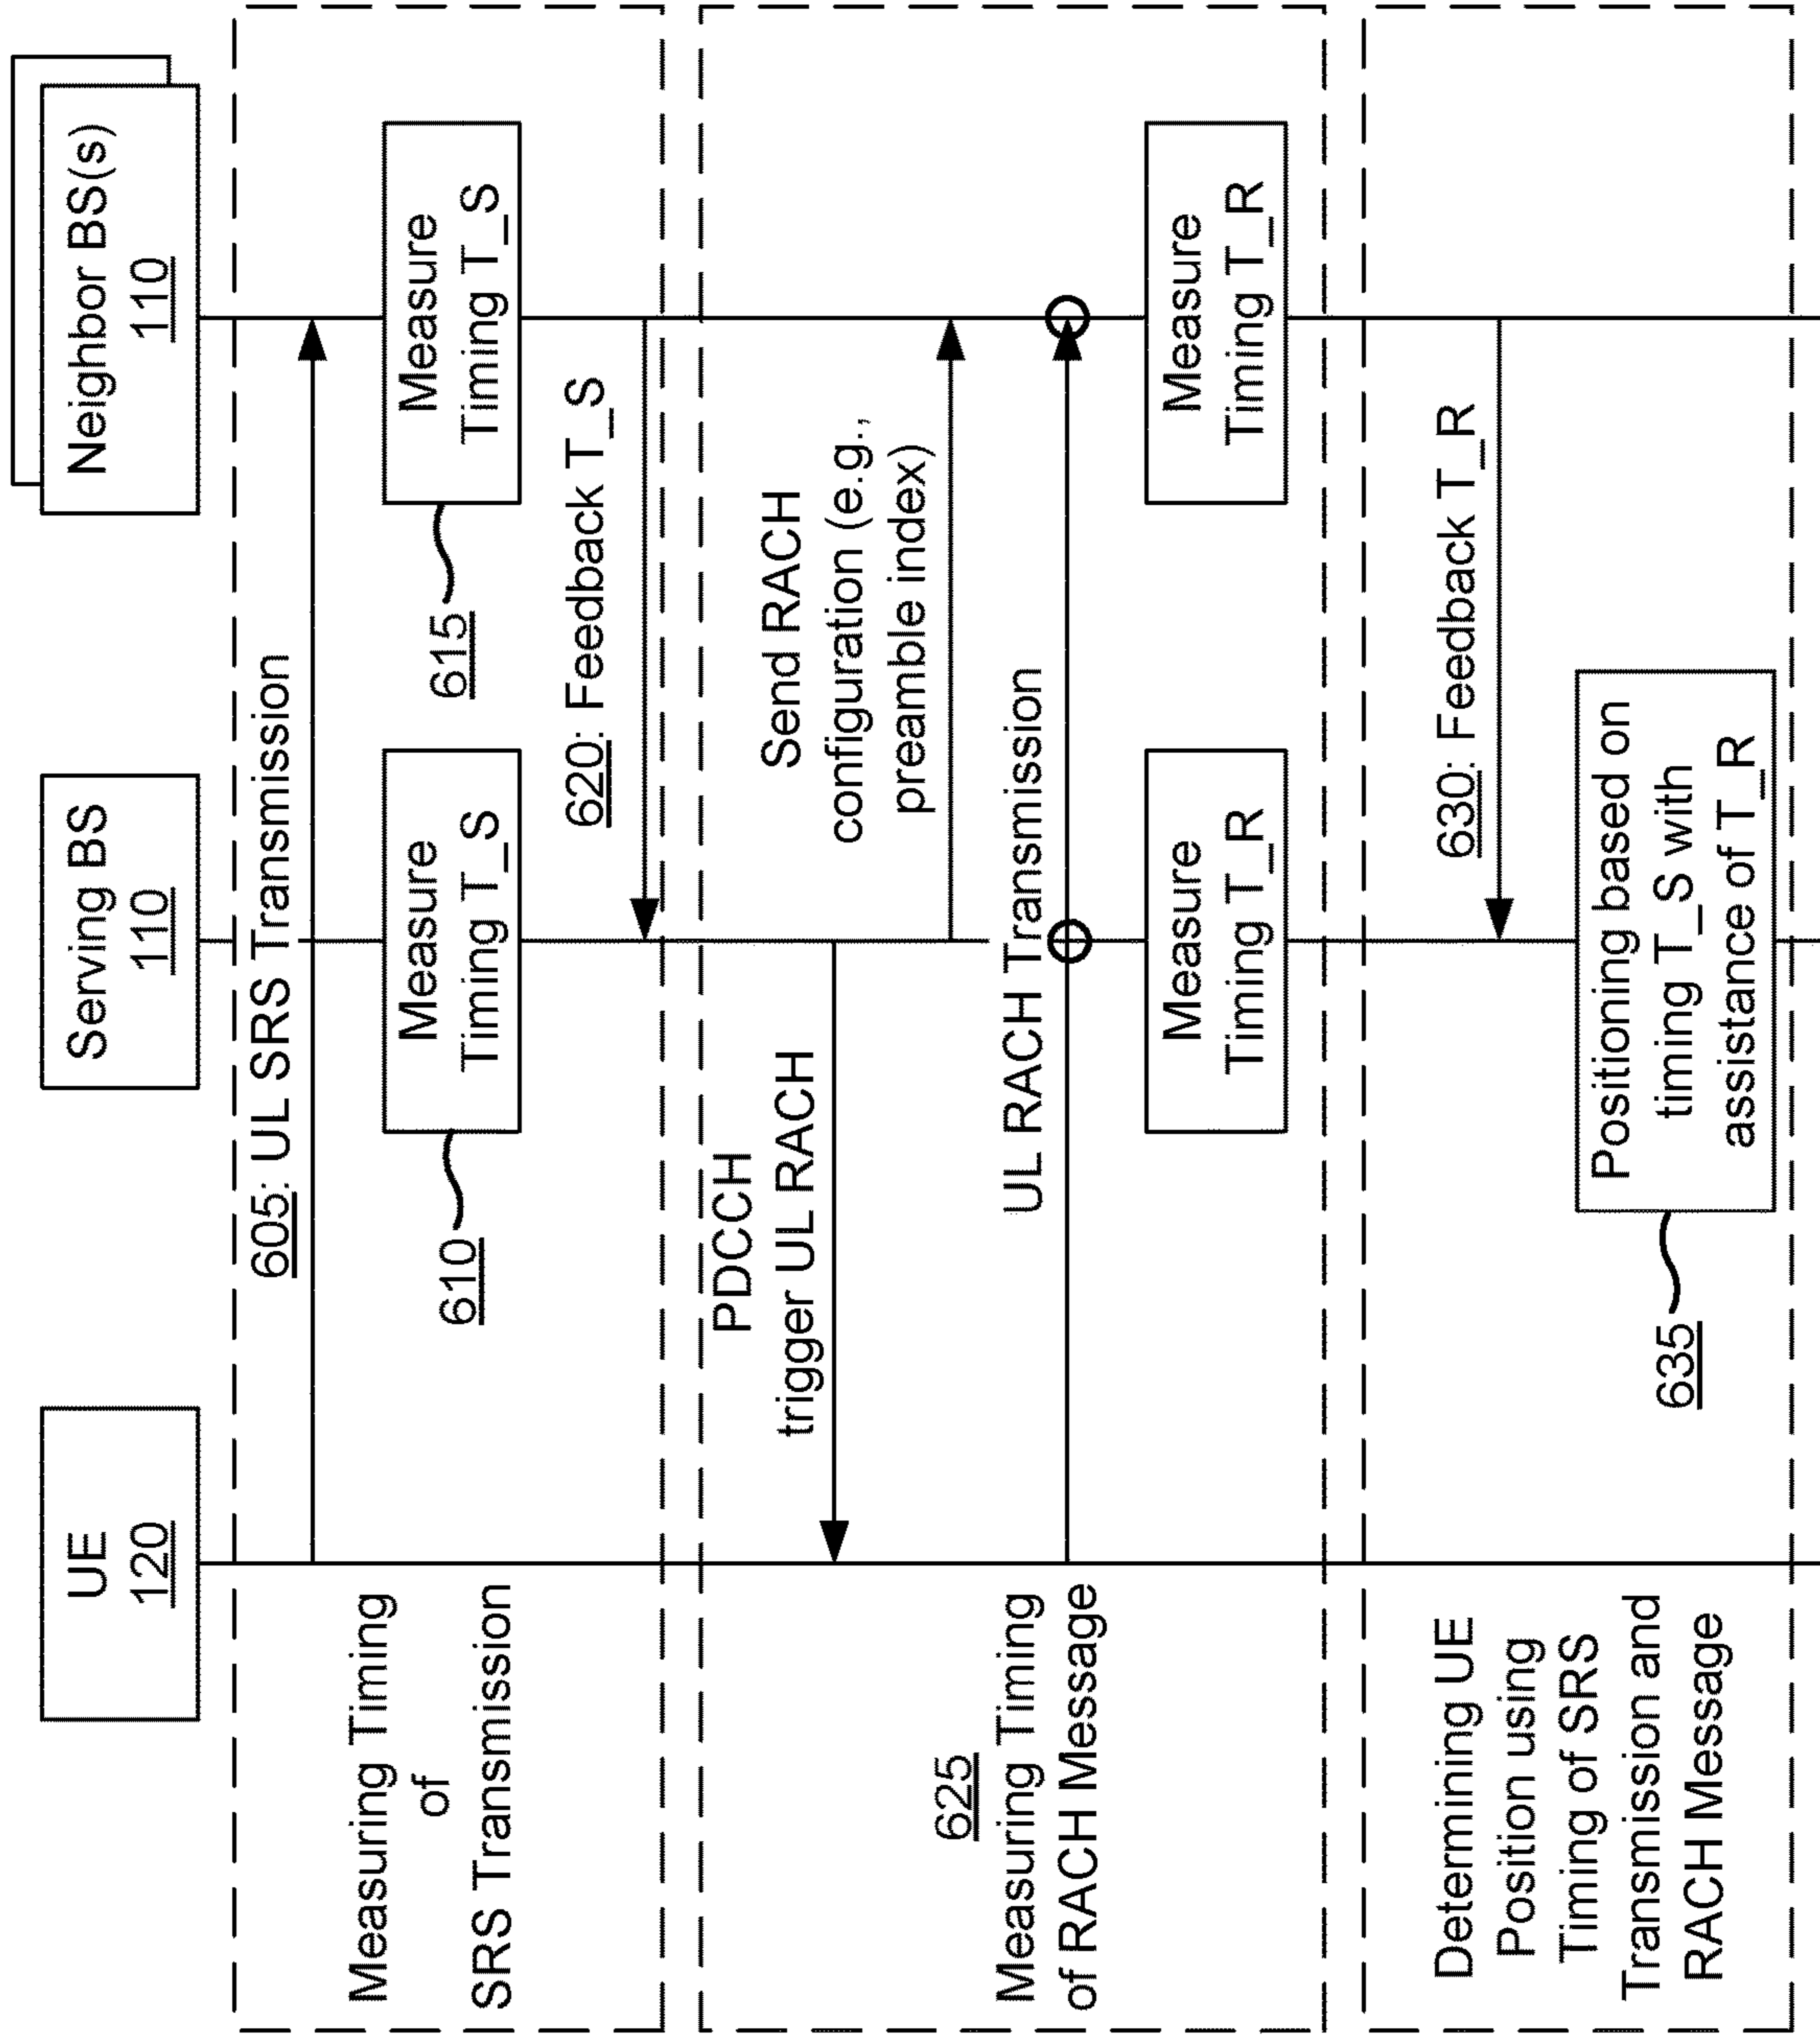 UE
120
Serving BS
110
Neighbor BS(s)
110
Measuring Timing
of
SRS Transmission
605: UL SRS Transmission
Measure
Timing T_S
610
Measure
Timing T_S
615
620: Feedback T_S
625
Measuring Timing
of RACH Message
PDCCH
trigger UL RACH
Send RACH
configuration (e.g.,
preamble index)
UL RACH Transmission
Measure
Timing T_R
Measure
Timing T_R
Determining UE
Position using
Timing of SRS
Transmission and
RACH Message
630: Feedback T_R
Positioning based on
timing T_S with
assistance of T_R
635